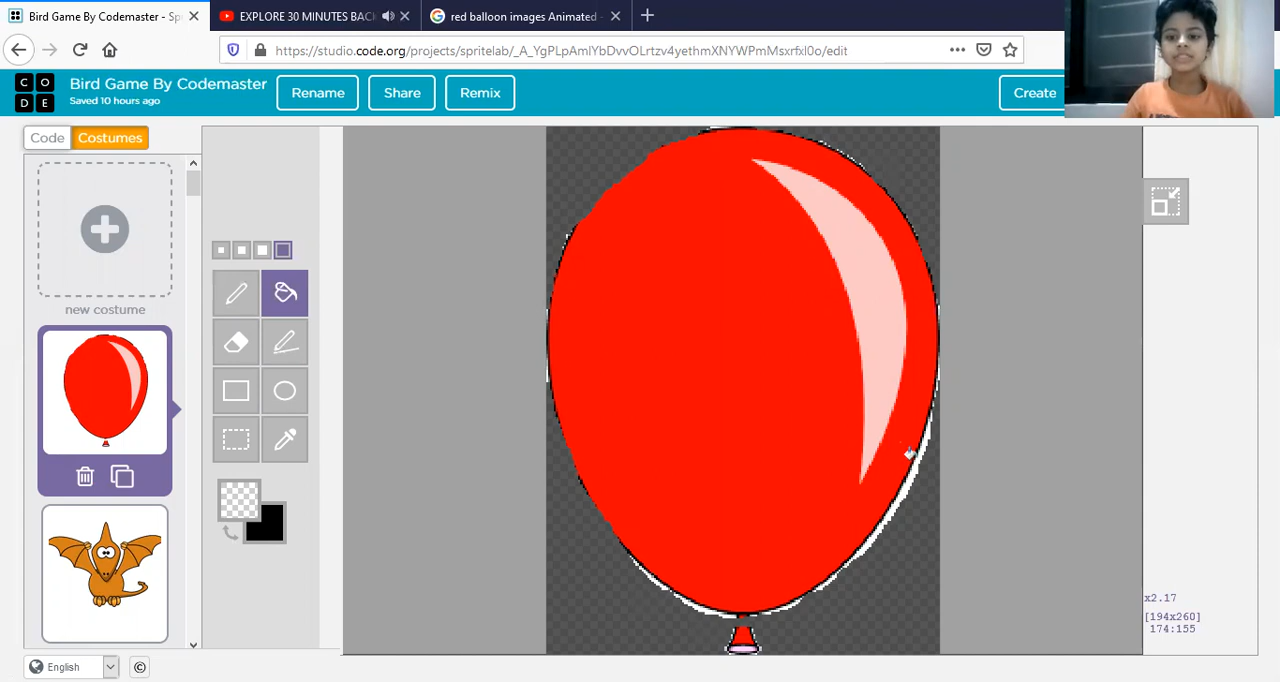 Bird Game By Codemaster - Sp
EXPLORE 30 MINUTES BAC
red balloon images Animated -
https://studio.code.org/projects/spritelab/_A_YgPLpAmlYbDvvOLrtzv4yethmXNYWPmMsxrfxl0o/edit
C O
D E
Bird Game By Codemaster
Saved 10 hours ago
Rename
Share
Remix
Create
Code
Costumes
new costume
English
x2.17
[194x260]
174:155